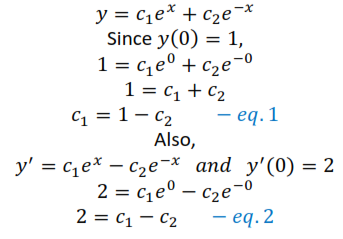 y = c₁eˣ + c₂e⁻ˣ
Since y(0) = 1,
1 = c₁e⁰ + c₂e⁻⁰
1 = c₁ + c₂
c₁ = 1 − c₂ − eq. 1
Also,
y′ = c₁eˣ − c₂e⁻ˣ and y′(0) = 2
2 = c₁e⁰ − c₂e⁻⁰
2 = c₁ − c₂ − eq. 2